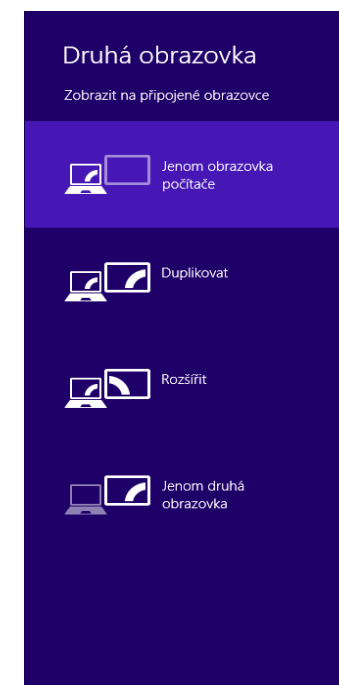 Druhá obrazovka
Zobrazit na připojené obrazovce
Jenom obrazovka
počítače
Duplikovat
Rozšířit
Jenom druhá
obrazovka